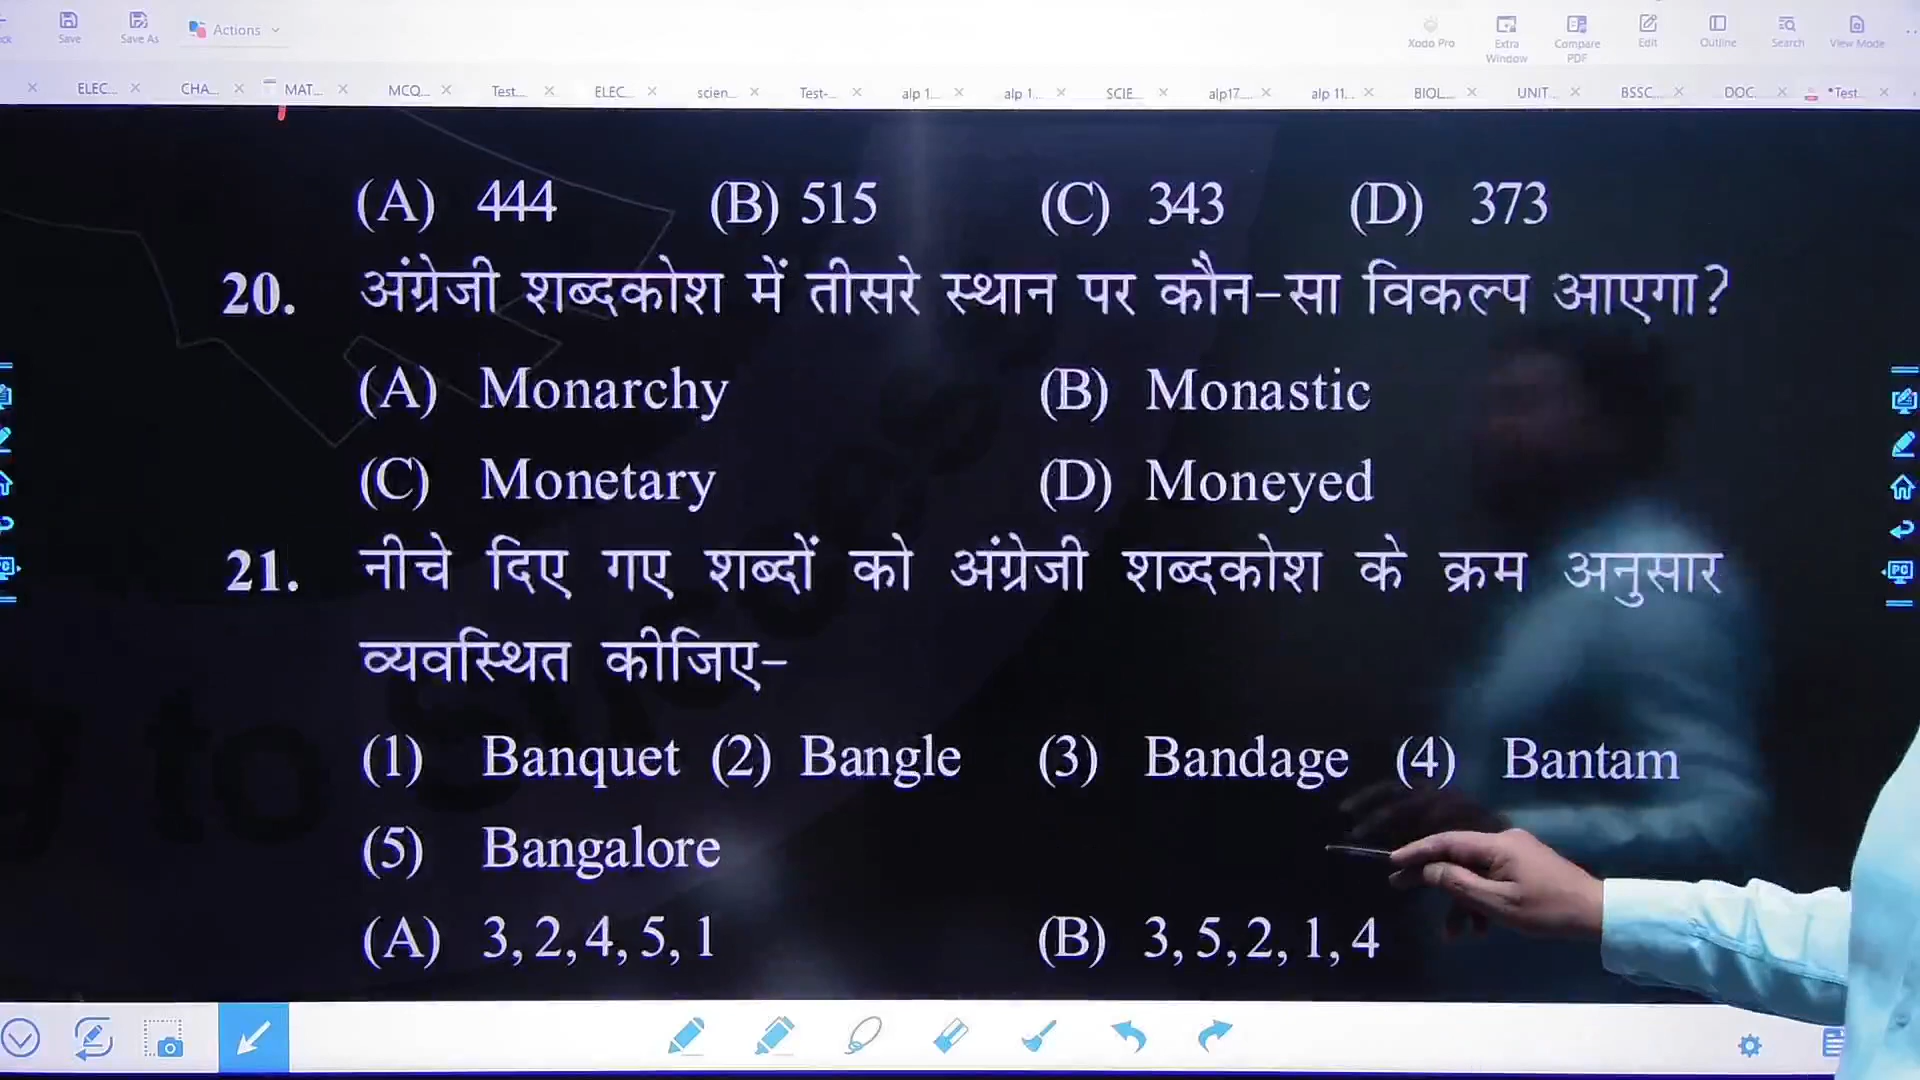 Save
Save As
Actions
Xodo Pro
Extra Window
Compare PDF
Edit
Outline
Search
View Mode
ELEC...
CHA...
MAT...
MCQ...
Test...
ELEC...
scien...
Test-...
alp 1...
alp 1...
SCIE...
alp17....
alp 11...
BIOL...
UNIT...
BSSC...
DOC.
*Test...
(A) 444 (B) 515 (C) 343 (D) 373
20. अंग्रेजी शब्दकोश में तीसरे स्थान पर कौन-सा विकल्प आएगा?
(A) Monarchy (B) Monastic
(C) Monetary (D) Moneyed
21. नीचे दिए गए शब्दों को अंग्रेजी शब्दकोश के क्रम अनुसार
व्यवस्थित कीजिए-
(1) Banquet (2) Bangle (3) Bandage (4) Bantam
(5) Bangalore
(A) 3, 2, 4, 5, 1 (B) 3, 5, 2, 1, 4
PC